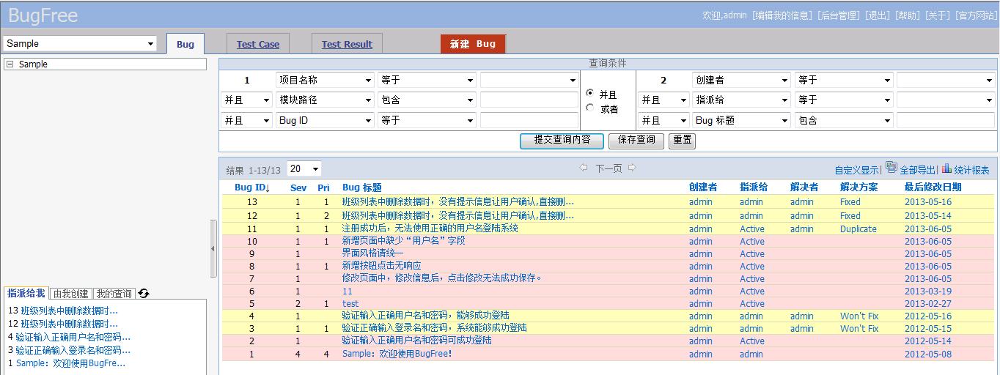 BugFree
欢迎,admin [编辑我的信息] [后台管理] [退出] [帮助] [关于] [官方网站]
Sample Bug Test Case Test Result 新建 Bug
Sample
查询条件
1 项目名称 等于 2 创建者 等于
并且 模块路径 包含 并且 并且 指派给 等于
或者
并且 Bug ID 等于 并且 Bug 标题 包含
提交查询内容 保存查询 重置
结果 1-13/13 20 下一页 自定义显示| 全部导出| 统计报表
Bug ID↓ Sev Pri Bug 标题 创建者 指派给 解决者 解决方案 最后修改日期
13 1 1 班级列表中删除数据时，没有提示信息让用户确认,直接删... admin admin admin Fixed 2013-05-16
12 1 2 班级列表中删除数据时，没有提示信息让用户确认,直接删... admin admin admin Fixed 2013-05-14
11 1 1 注册成功后，无法使用正确的用户名登陆系统 admin Active admin Duplicate 2013-06-05
10 1 1 新增页面中缺少“用户名”字段 admin Active 2013-06-05
9 1 界面风格请统一 admin Active 2013-06-05
8 1 1 新增按钮点击无响应 admin Active 2013-06-05
7 1 修改页面中，修改信息后，点击修改无法成功保存。 admin Active 2013-06-05
6 1 11 admin Active 2013-03-19
5 2 1 test admin Active 2013-02-27
4 1 验证输入正确用户名和密码，能够成功登陆 admin admin admin Won't Fix 2012-05-16
3 1 1 验证正确输入登录名和密码，系统能够成功登陆 admin admin admin Won't Fix 2012-05-15
2 1 验证输入正确用户名和密码可成功登陆 admin Active 2012-05-14
1 4 4 Sample：欢迎使用BugFree! admin admin 2012-05-08
指派给我 由我创建 我的查询
13 班级列表中删除数据时...
12 班级列表中删除数据时...
4 验证输入正确用户名和密码...
3 验证正确输入登录名和密码...
1 Sample：欢迎使用BugFre...